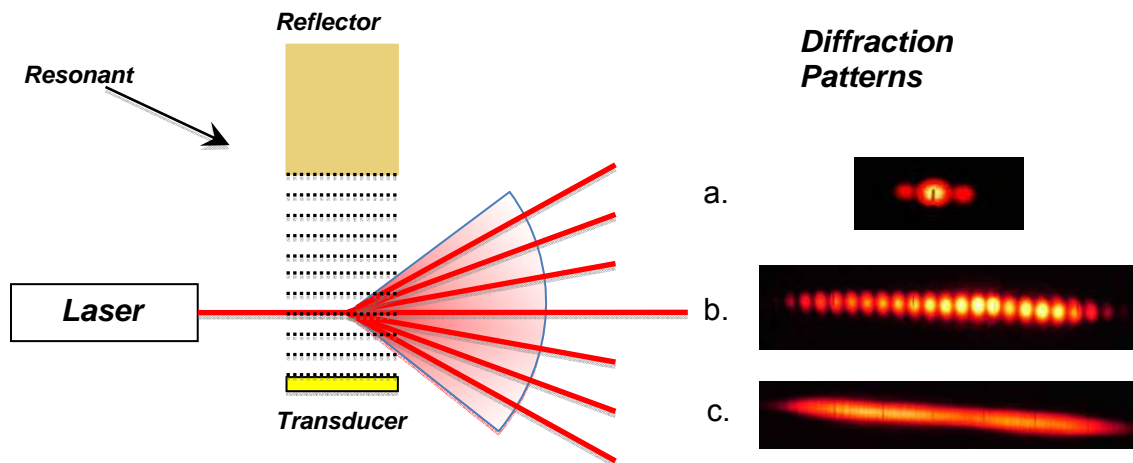 Reflector
Resonant
Laser
Transducer
Diffraction
Patterns
a.
b.
c.